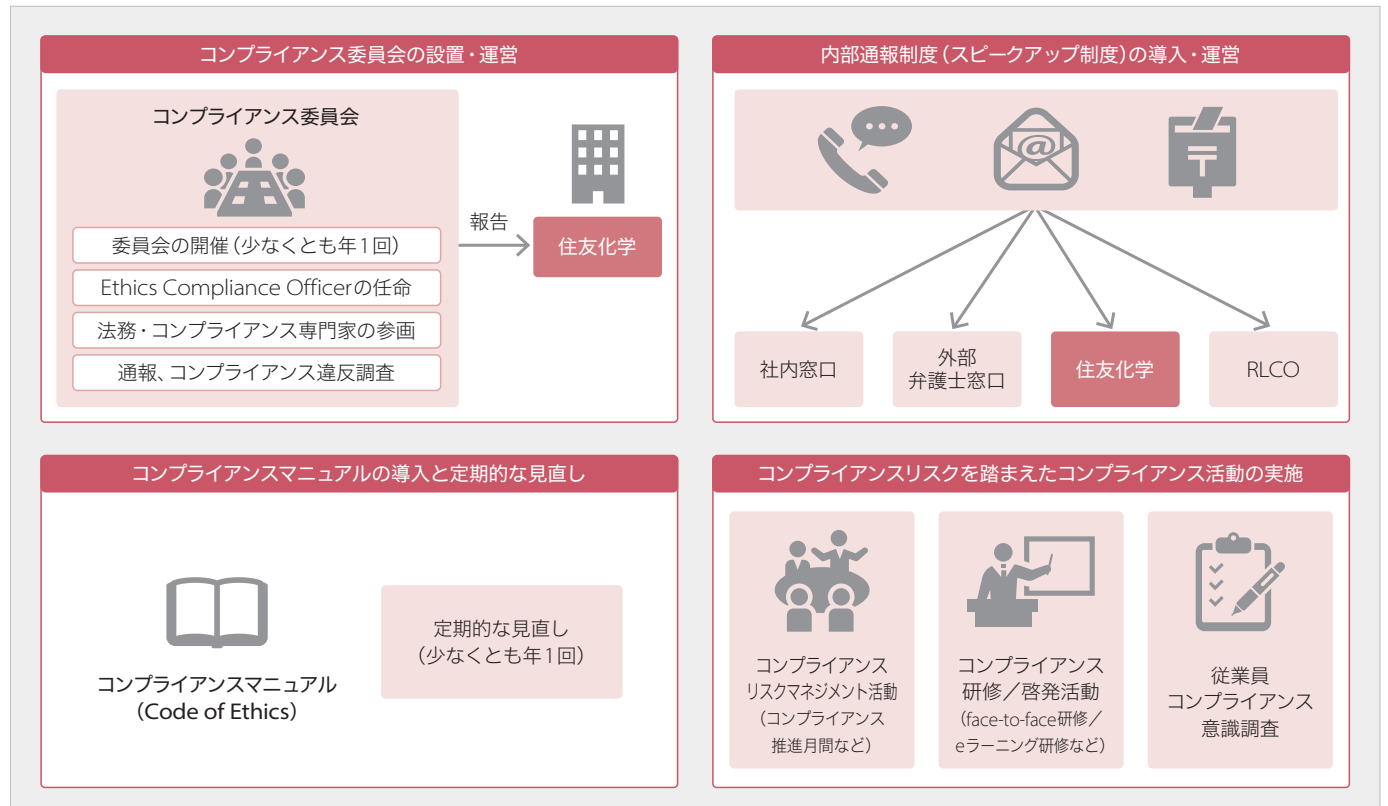 コンプライアンス委員会の設置・運営
コンプライアンス委員会
委員会の開催（少なくとも年1回）
Ethics Compliance Officerの任命
法務・コンプライアンス専門家の参画
通報、コンプライアンス違反調査
報告
住友化学
内部通報制度（スピークアップ制度）の導入・運営
@
〒
社内窓口
外部
弁護士窓口
住友化学
RLCO
コンプライアンスマニュアルの導入と定期的な見直し
コンプライアンスマニュアル
（Code of Ethics）
定期的な見直し
（少なくとも年1回）
コンプライアンスリスクを踏まえたコンプライアンス活動の実施
コンプライアンス
リスクマネジメント活動
（コンプライアンス
推進月間など）
コンプライアンス
研修／啓発活動
（face-to-face研修／
eラーニング研修など）
従業員
コンプライアンス
意識調査